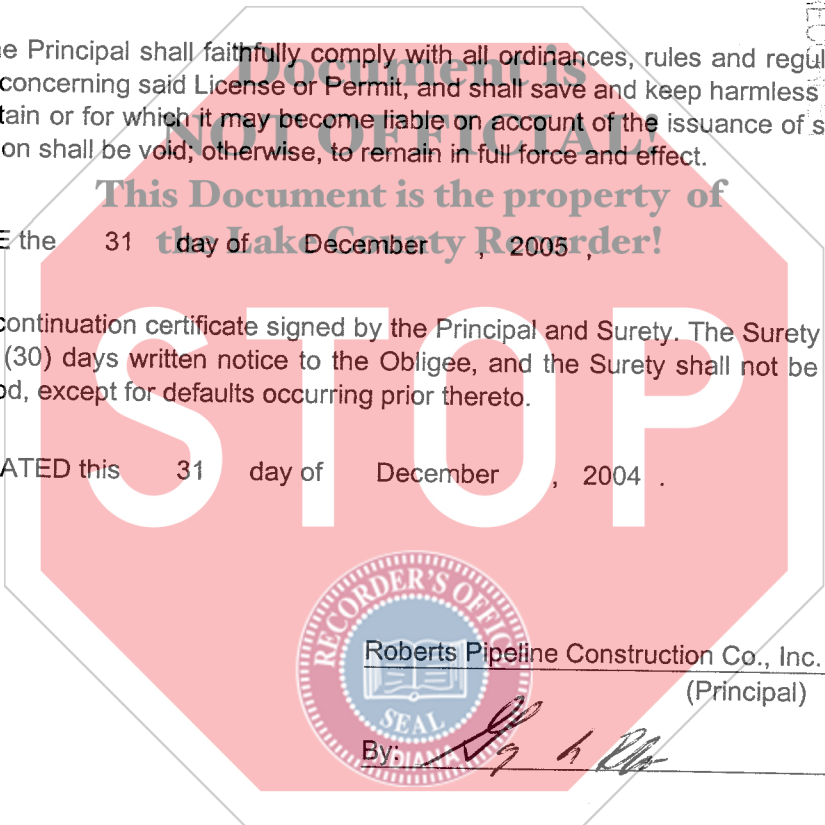 e Principal shall faithfully comply with all ordinances, rules and regul
concerning said License or Permit, and shall save and keep harmless
tain or for which it may become liable on account of the issuance of s
on shall be void; otherwise, to remain in full force and effect.
Document is
NOT OFFICIAL!
This Document is the property of
the Lake County Recorder!
E the 31 day of December , 2005 ,
continuation certificate signed by the Principal and Surety. The Surety
(30) days written notice to the Obligee, and the Surety shall not be
od, except for defaults occurring prior thereto.
STOP
ATED this 31 day of December , 2004 .
RECORDER'S OFFICE
SEAL
INDIANA
Roberts Pipeline Construction Co., Inc.
(Principal)
By: